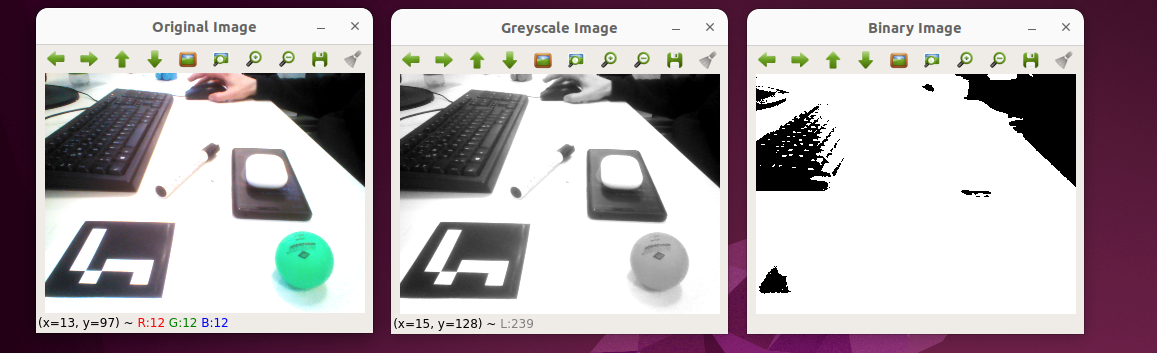 Original Image
Greyscale Image
Binary Image
(x=13, y=97) ~ R:12 G:12 B:12
(x=15, y=128) ~ L:239